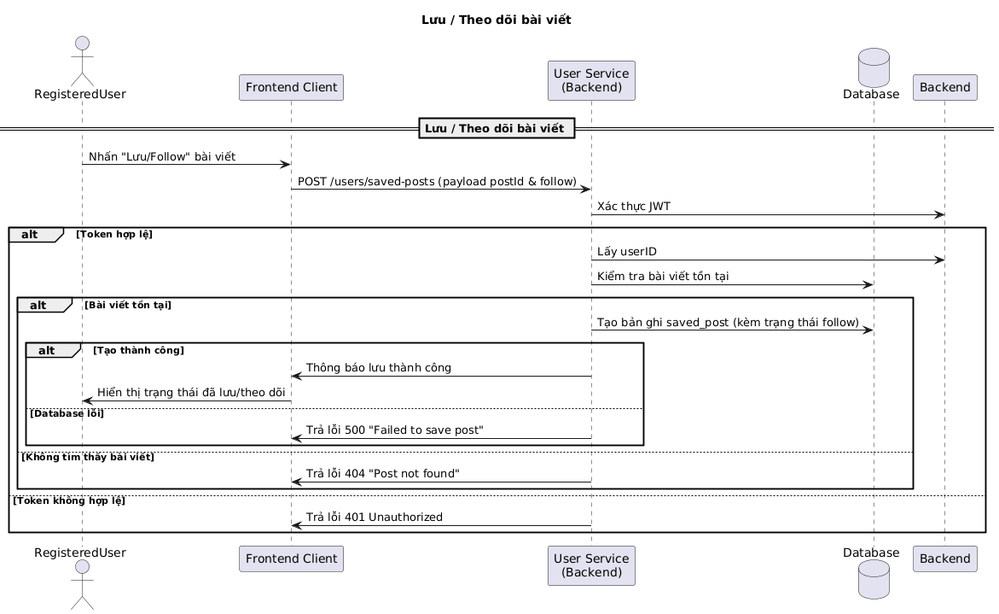 Lưu / Theo dõi bài viết
RegisteredUser
Frontend Client
User Service
(Backend)
Database
Backend
Lưu / Theo dõi bài viết
Nhấn "Lưu/Follow" bài viết
POST /users/saved-posts (payload postId & follow)
Xác thực JWT
alt [Token hợp lệ]
Lấy userID
Kiểm tra bài viết tồn tại
alt [Bài viết tồn tại]
Tạo bản ghi saved_post (kèm trạng thái follow)
alt [Tạo thành công]
Thông báo lưu thành công
Hiển thị trạng thái đã lưu/theo dõi
[Database lỗi]
Trả lỗi 500 "Failed to save post"
[Không tìm thấy bài viết]
Trả lỗi 404 "Post not found"
[Token không hợp lệ]
Trả lỗi 401 Unauthorized
RegisteredUser
Frontend Client
User Service
(Backend)
Database
Backend